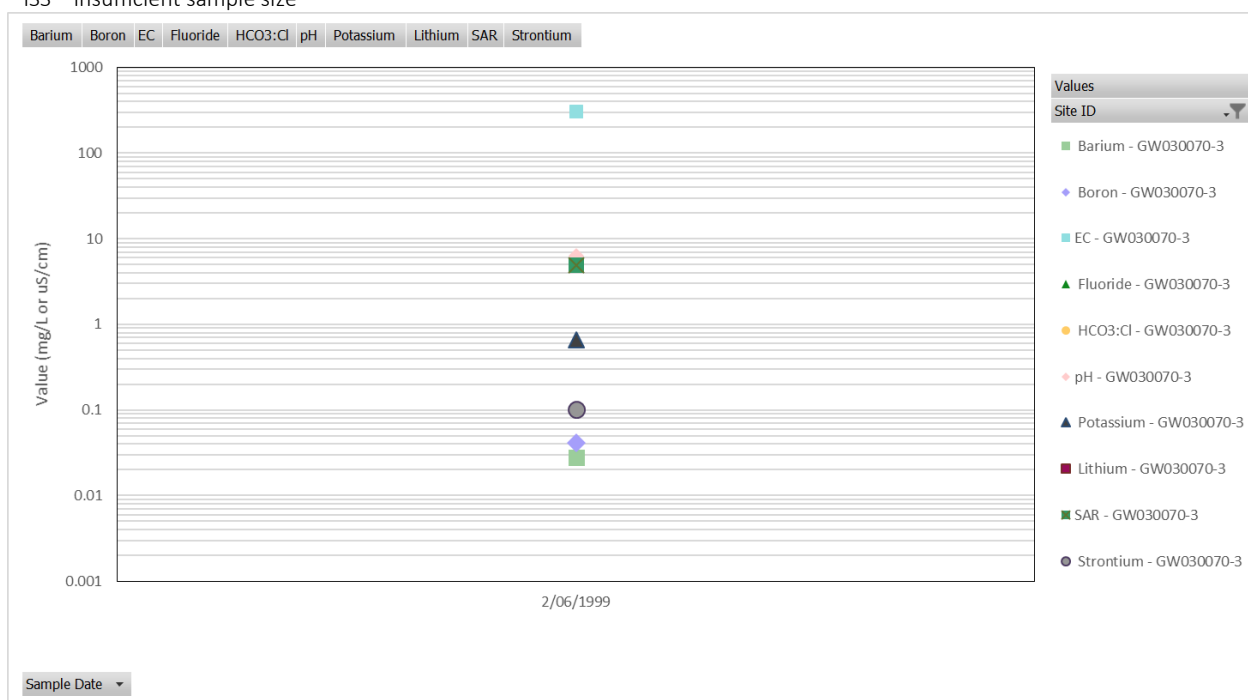 ISS – Insufficient sample size
Barium Boron EC Fluoride HCO3:Cl pH Potassium Lithium SAR Strontium
1000
100
10
1
0.1
0.01
0.001
Value (mg/L or uS/cm)
2/06/1999
Values
Site ID
Barium - GW030070-3
Boron - GW030070-3
EC - GW030070-3
Fluoride - GW030070-3
HCO3:Cl - GW030070-3
pH - GW030070-3
Potassium - GW030070-3
Lithium - GW030070-3
SAR - GW030070-3
Strontium - GW030070-3
Sample Date